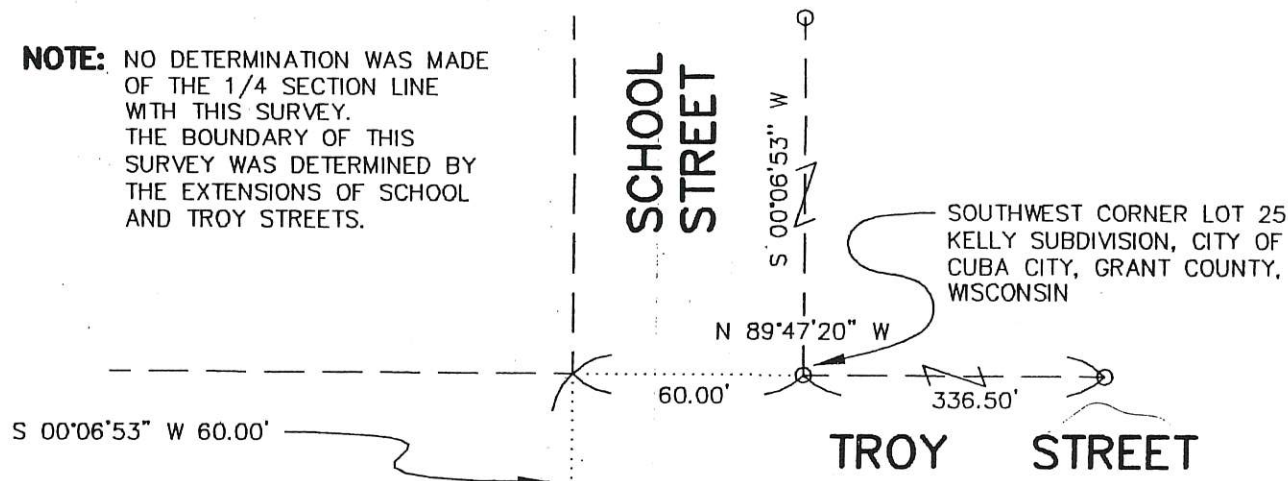 NOTE: NO DETERMINATION WAS MADE
OF THE 1/4 SECTION LINE
WITH THIS SURVEY.
THE BOUNDARY OF THIS
SURVEY WAS DETERMINED BY
THE EXTENSIONS OF SCHOOL
AND TROY STREETS.
SCHOOL
STREET
S 00°06'53" W
SOUTHWEST CORNER LOT 25
KELLY SUBDIVISION, CITY OF
CUBA CITY, GRANT COUNTY,
WISCONSIN
N 89°47'20" W
60.00'
336.50'
S 00°06'53" W 60.00'
TROY STREET